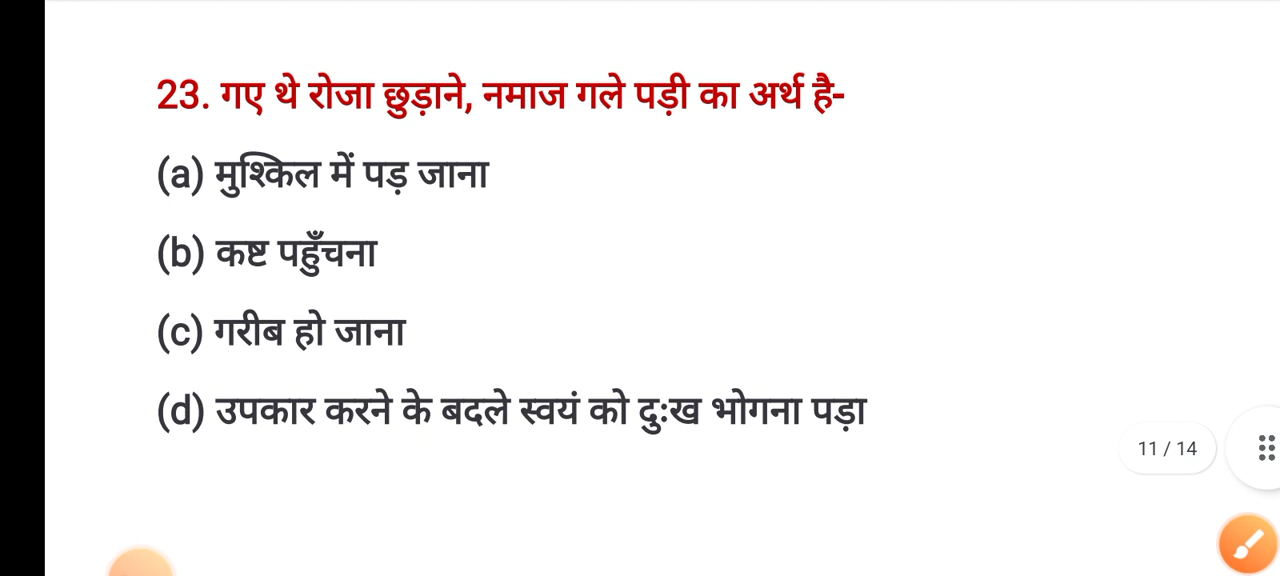 23. गए थे रोजा छुड़ाने, नमाज गले पड़ी का अर्थ है-
(a) मुश्किल में पड़ जाना
(b) कष्ट पहुँचना
(c) गरीब हो जाना
(d) उपकार करने के बदले स्वयं को दुःख भोगना पड़ा
11 / 14